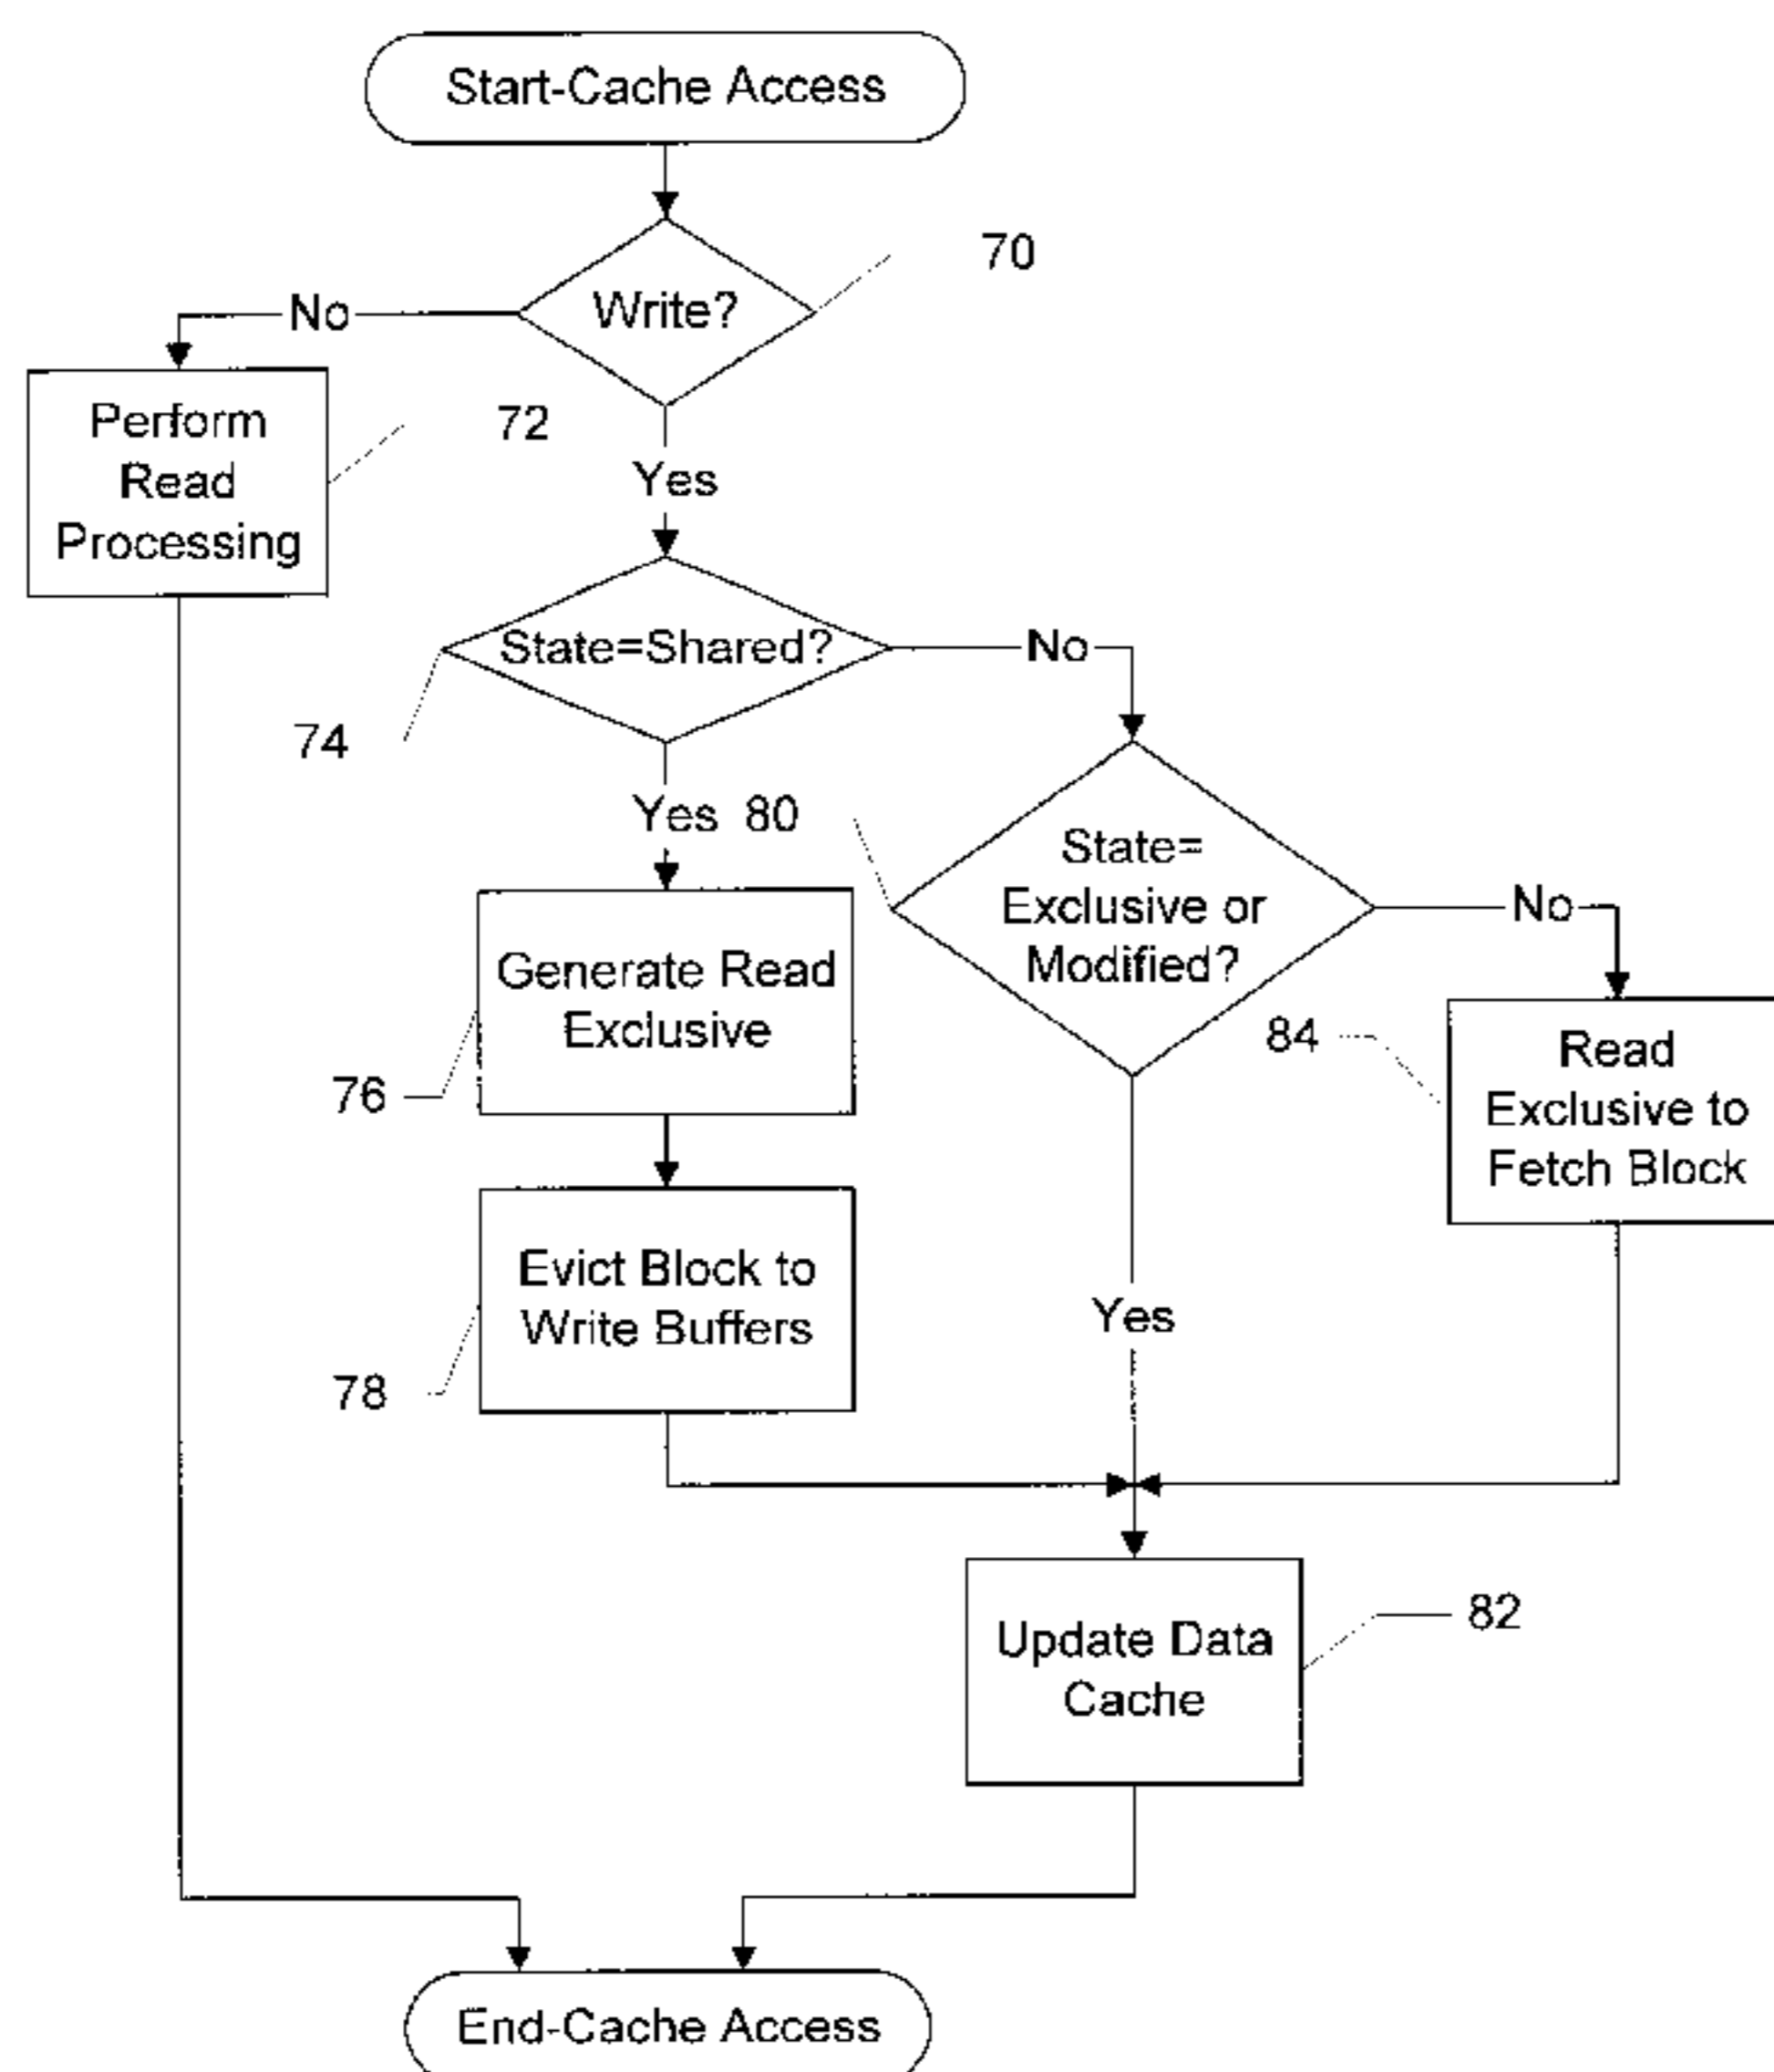 Start-Cache Access
70
Write?
No
Perform
Read
Processing
72
Yes
State=Shared?
No
74
Yes
80
State=
Exclusive or
Modified?
No
Generate Read
Exclusive
76
84
Read
Exclusive to
Fetch Block
Evict Block to
Write Buffers
78
Yes
Update Data
Cache
82
End-Cache Access